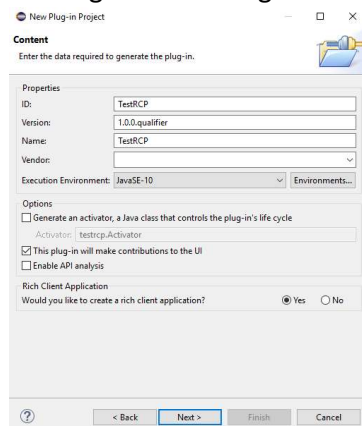 New Plug-in Project
Content
Enter the data required to generate the plug-in.
Properties
ID: TestRCP
Version: 1.0.0.qualifier
Name: TestRCP
Vendor:
Execution Environment: JavaSE-10 Environments...
Options
Generate an activator, a Java class that controls the plug-in's life cycle
Activator: testrcp.Activator
This plug-in will make contributions to the UI
Enable API analysis
Rich Client Application
Would you like to create a rich client application? Yes No
? < Back Next > Finish Cancel